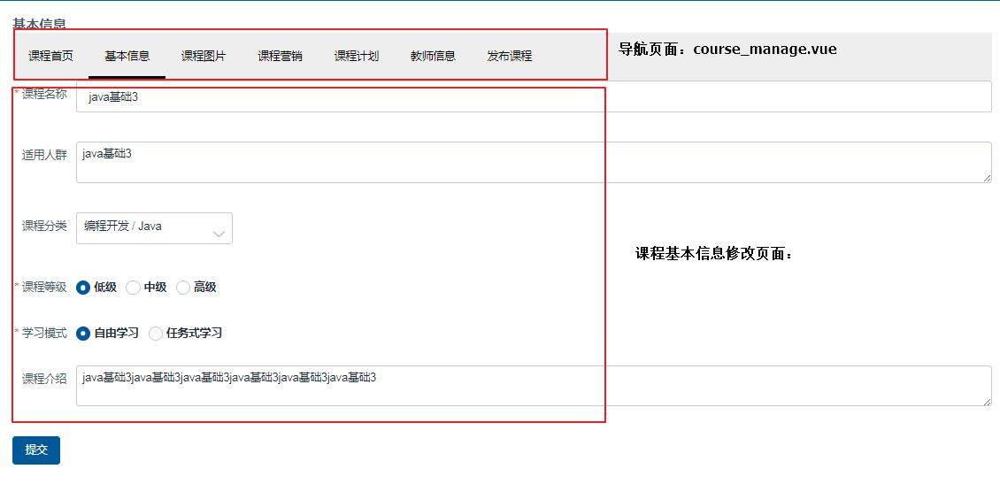 基本信息
课程首页 基本信息 课程图片 课程营销 课程计划 教师信息 发布课程 导航页面：course_manage.vue
* 课程名称 java基础3
适用人群 java基础3
课程分类 编程开发 / Java
课程基本信息修改页面：
* 课程等级 低级 中级 高级
* 学习模式 自由学习 任务式学习
课程介绍 java基础3java基础3java基础3java基础3java基础3java基础3
提交